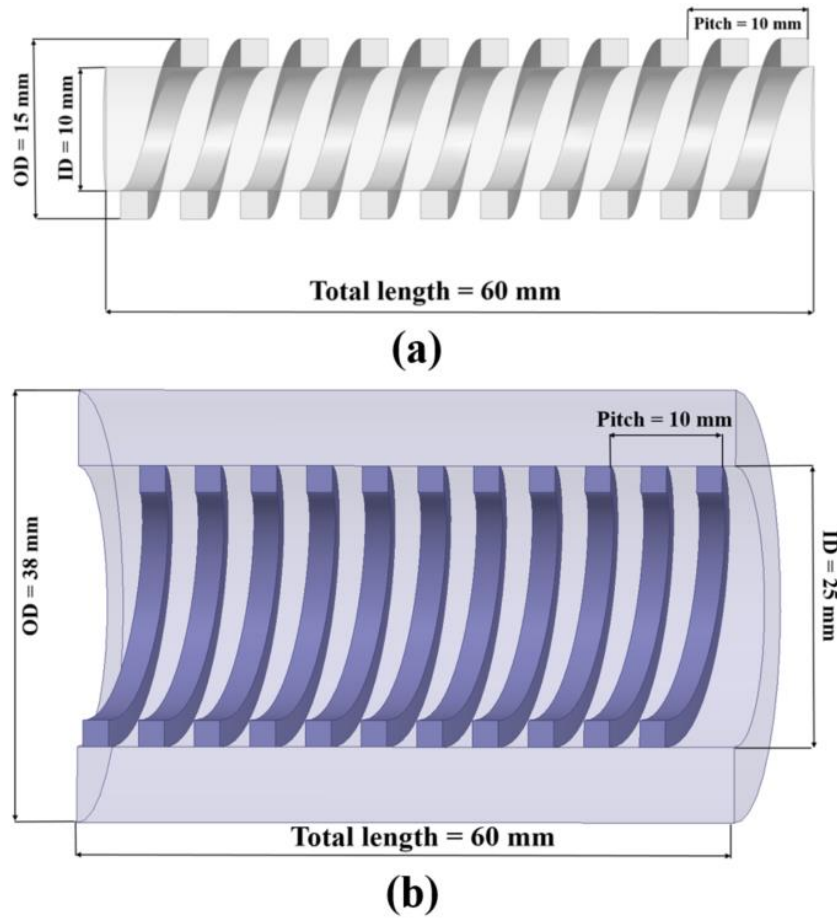 Pitch = 10 mm
OD = 15 mm
ID = 10 mm
Total length = 60 mm
(a)
Pitch = 10 mm
OD = 38 mm
ID = 25 mm
Total length = 60 mm
(b)